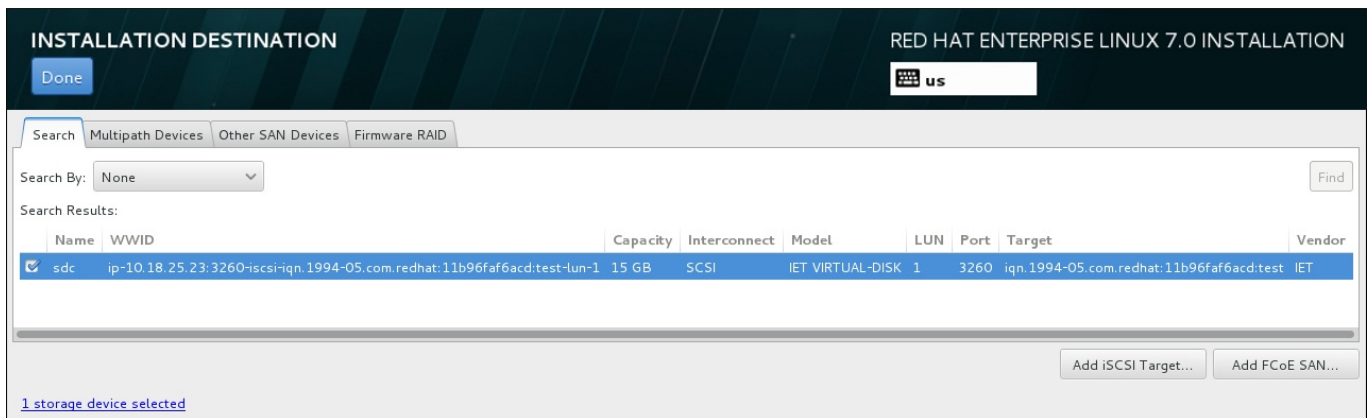 INSTALLATION DESTINATION
RED HAT ENTERPRISE LINUX 7.0 INSTALLATION
Done
us
Search Multipath Devices Other SAN Devices Firmware RAID
Search By: None Find
Search Results:
Name WWID Capacity Interconnect Model LUN Port Target Vendor
sdc ip-10.18.25.23:3260-iscsi-iqn.1994-05.com.redhat:11b96faf6acd:test-lun-1 15 GB SCSI IET VIRTUAL-DISK 1 3260 iqn.1994-05.com.redhat:11b96faf6acd:test IET
Add iSCSI Target... Add FCoE SAN...
1 storage device selected